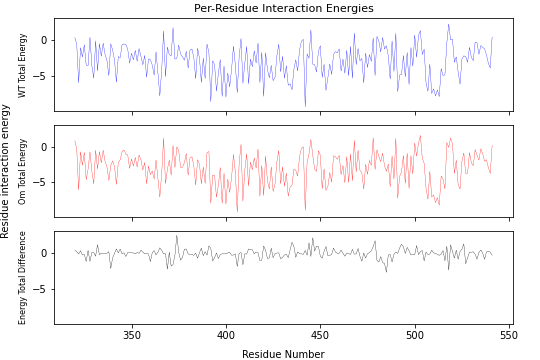 Per-Residue Interaction Energies
Residue interaction energy
WT Total Energy
0
−5
Om Total Energy
0
−5
Energy Total Difference
0
−5
350
400
450
500
550
Residue Number